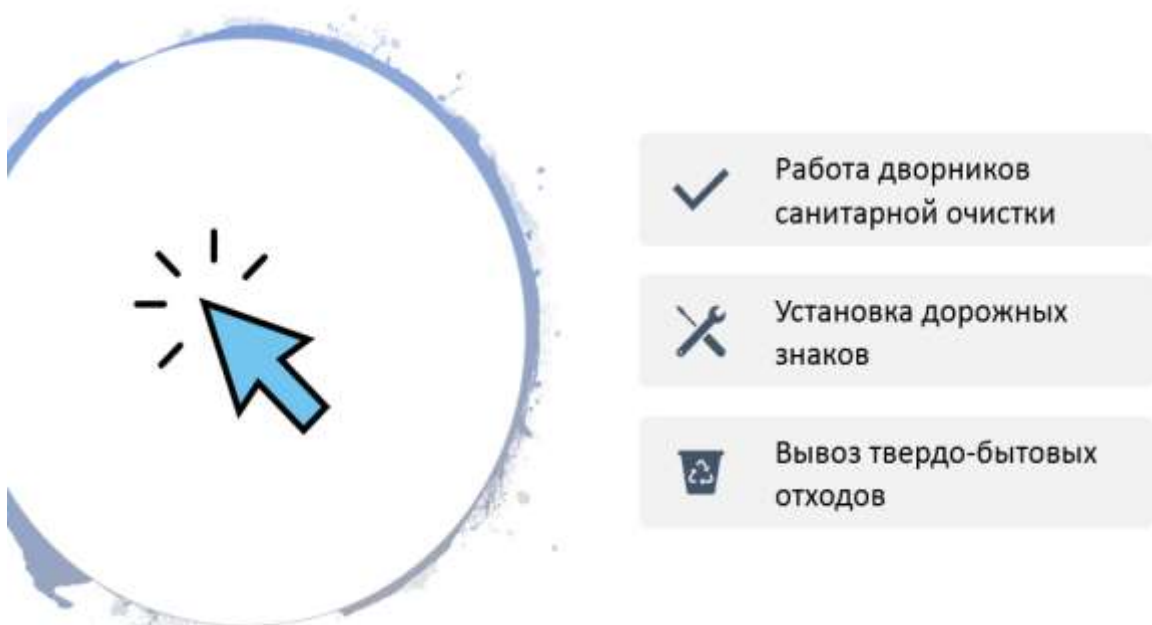 Работа дворников
санитарной очистки
Установка дорожных
знаков
Вывоз твердо-бытовых
отходов